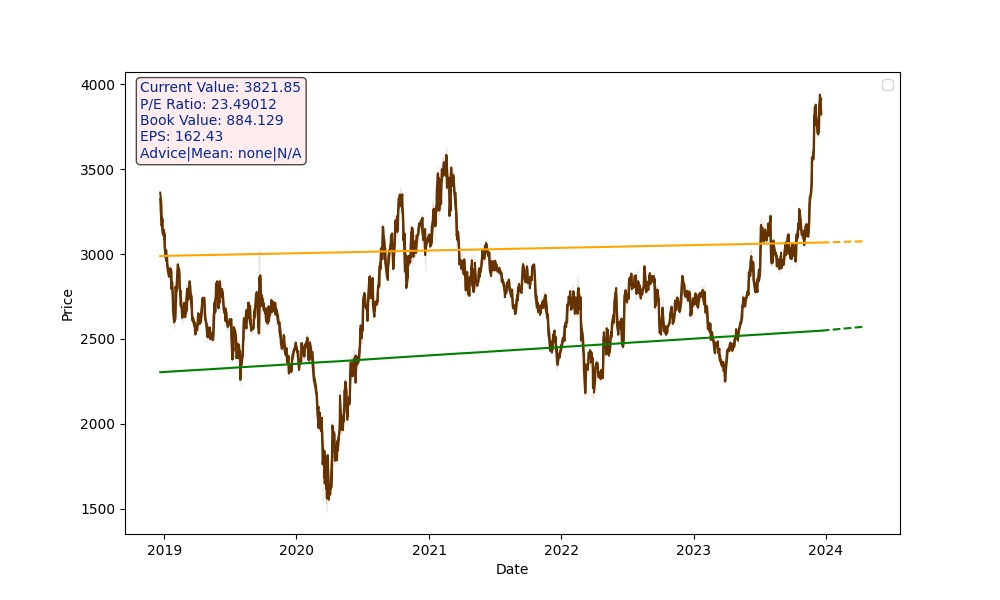 Current Value: 3821.85
P/E Ratio: 23.49012
Book Value: 884.129
EPS: 162.43
Advice|Mean: none|N/A
4000
3500
3000
2500
2000
1500
Price
2019
2020
2021
2022
2023
2024
Date